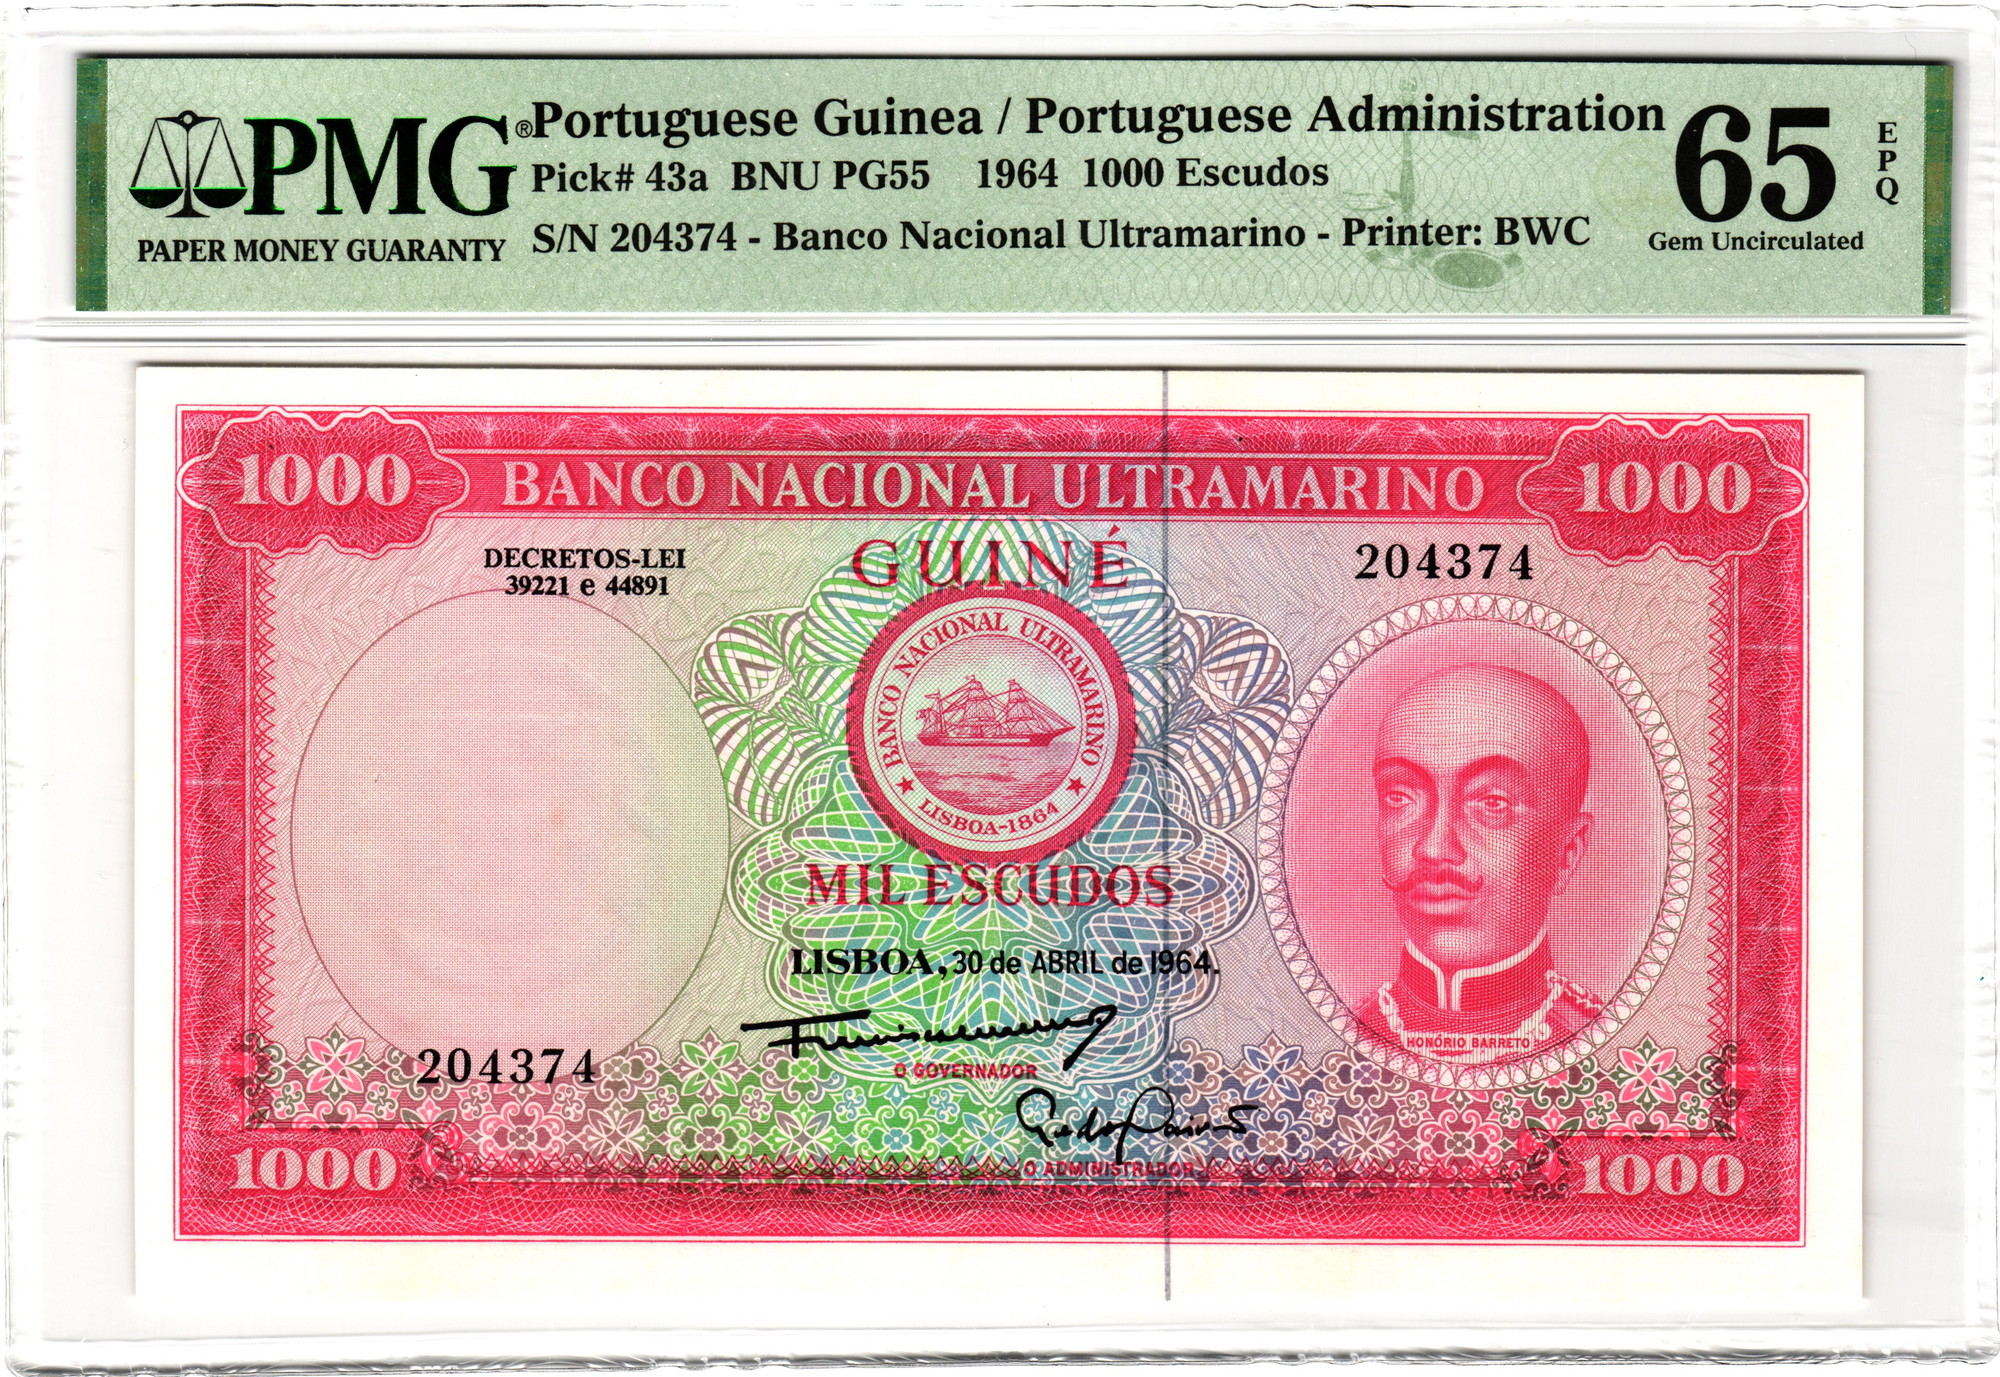 PMG®
PAPER MONEY GUARANTY
Portuguese Guinea / Portuguese Administration
Pick# 43a BNU PG55 1964 1000 Escudos
S/N 204374 - Banco Nacional Ultramarino - Printer: BWC
65
EPQ
Gem Uncirculated
1000
BANCO NACIONAL ULTRAMARINO
1000
DECRETOS-LEI
39221 e 44891
GUINÉ
204374
BANCO NACIONAL ULTRAMARINO
★ LISBOA-1864 ★
MIL ESCUDOS
LISBOA, 30 de ABRIL de 1964.
HONÓRIO BARRETO
204374
O GOVERNADOR
O ADMINISTRADOR
1000
1000